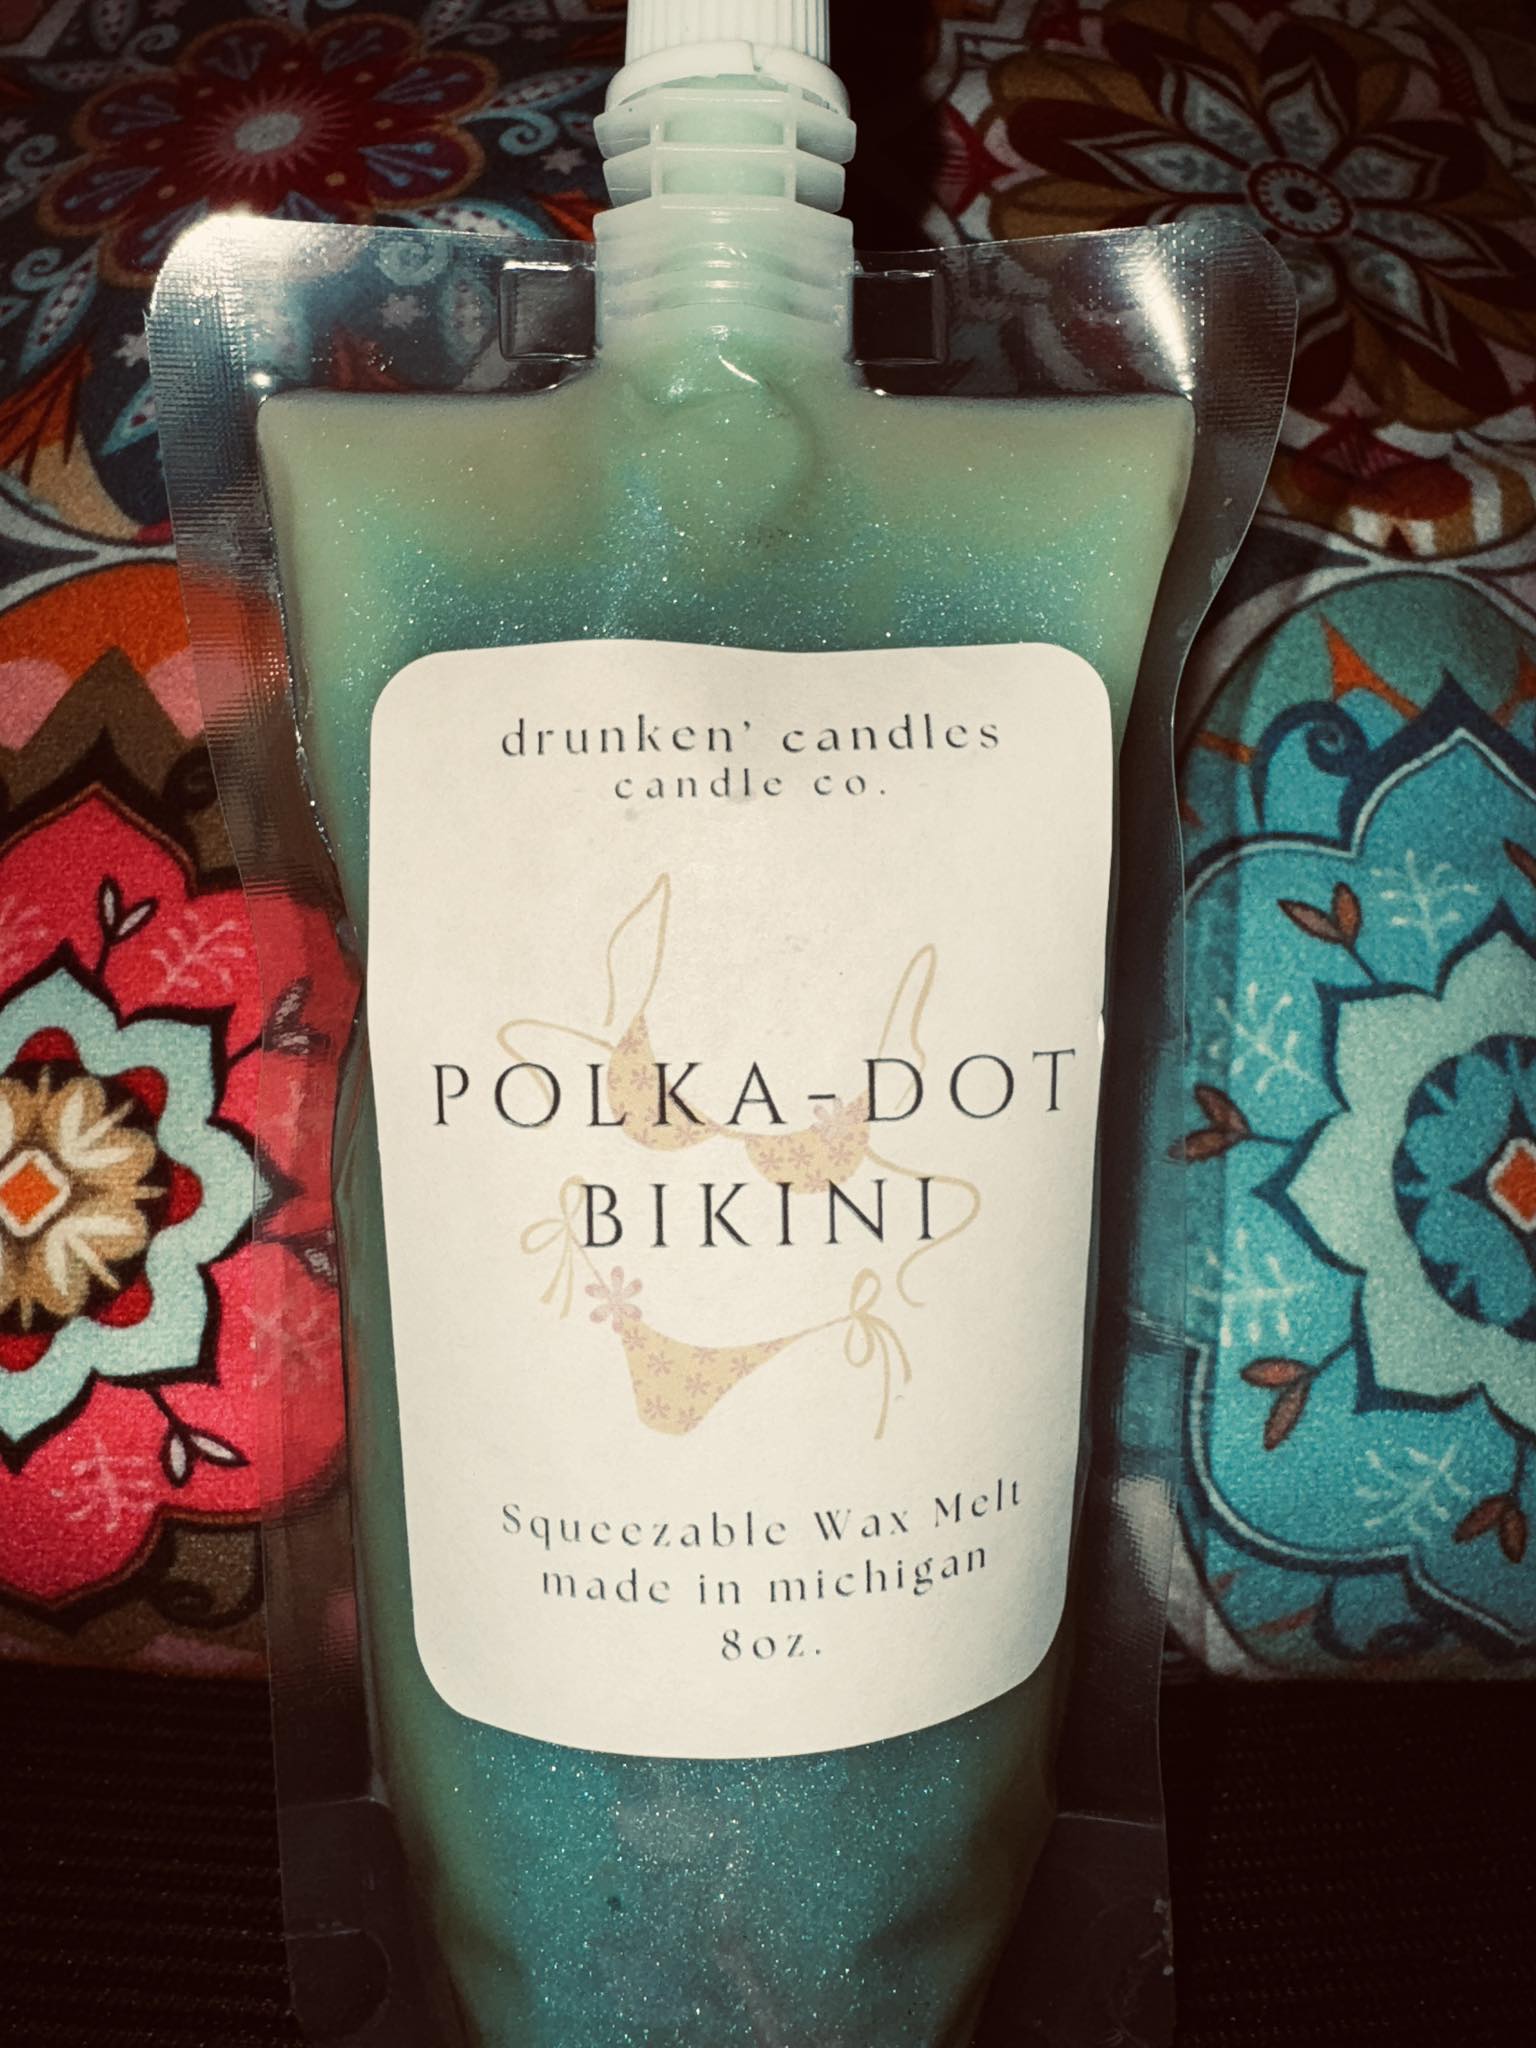 drunken' candles
candle co.
POLKA-DOT
BIKINI
Squeezable Wax Melt
made in michigan
8oz.